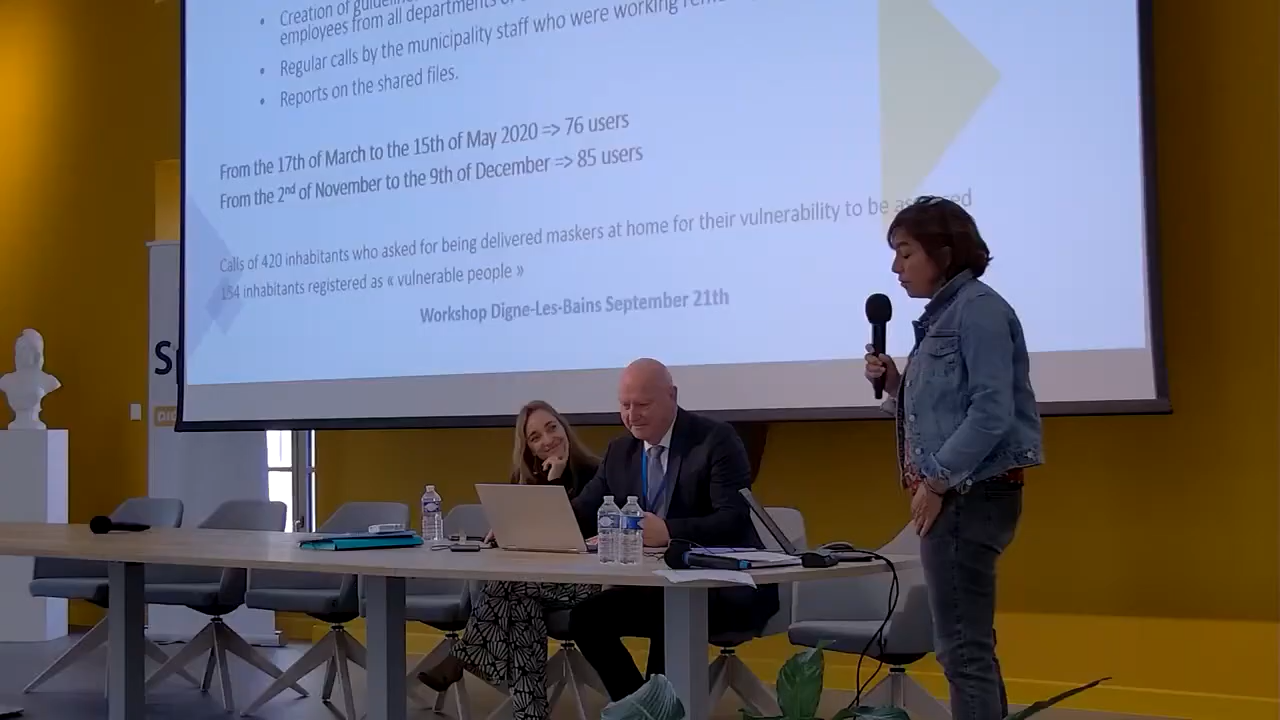 Creation of
employees from all departments
Regular calls by the municipality staff who were working
Reports on the shared files.
From the 17th of March to the 15th of May 2020 => 76 users
From the 2nd of November to the 9th of December => 85 users
Calls of 420 inhabitants who asked for being delivered maskers at home for their vulnerability to be
154 inhabitants registered as « vulnerable people »
Workshop Digne-Les-Bains September 21th